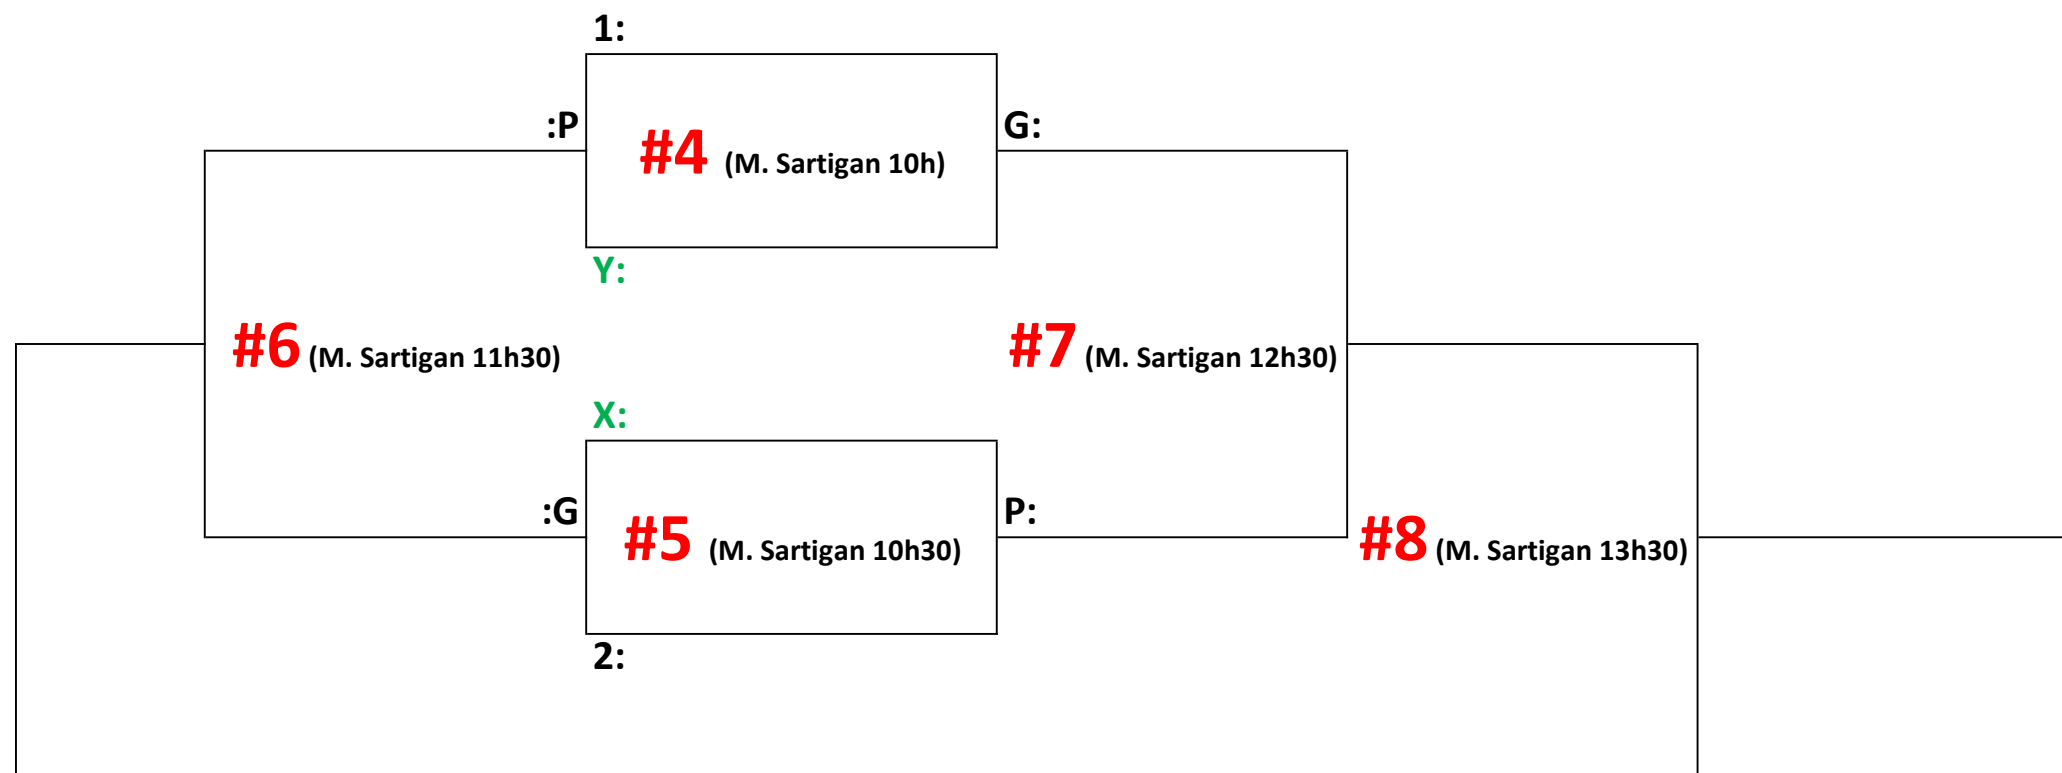 1:
:P
G:
#4 (M. Sartigan 10h)
Y:
#6 (M. Sartigan 11h30)
#7 (M. Sartigan 12h30)
X:
:G
P:
#5 (M. Sartigan 10h30)
#8 (M. Sartigan 13h30)
2: